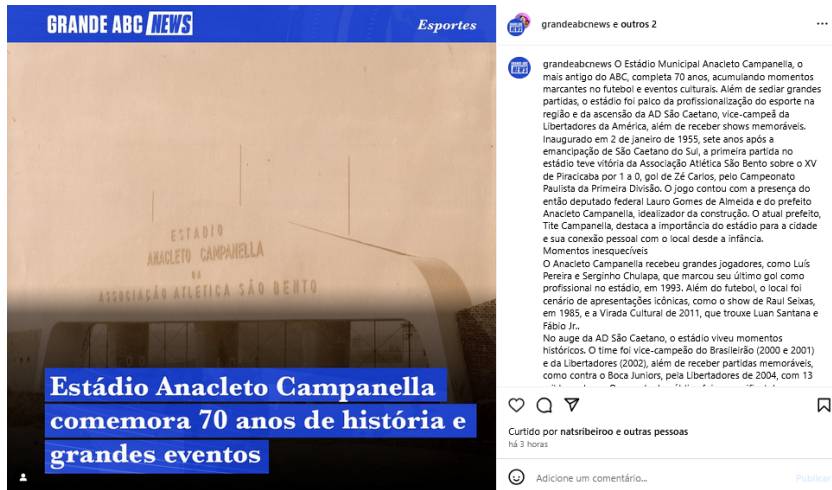 GRANDE ABC NEWS
Esportes
ESTADIO
ANACLETO CAMPANELLA
DA
ASSOCIAÇÃO ATLETICA SÃO BENTO
Estádio Anacleto Campanella
comemora 70 anos de história e
grandes eventos
grandeabcnews e outros 2
grandeabcnews O Estádio Municipal Anacleto Campanella, o
mais antigo do ABC, completa 70 anos, acumulando momentos
marcantes no futebol e eventos culturais. Além de sediar grandes
partidas, o estádio foi palco da profissionalização do esporte na
região e da ascensão da AD São Caetano, vice-campeã da
Libertadores da América, além de receber shows memoráveis.
Inaugurado em 2 de janeiro de 1955, sete anos após a
emancipação de São Caetano do Sul, a primeira partida no
estádio teve vitória da Associação Atlética São Bento sobre o XV
de Piracicaba por 1 a 0, gol de Zé Carlos, pelo Campeonato
Paulista da Primeira Divisão. O jogo contou com a presença do
então deputado federal Lauro Gomes de Almeida e do prefeito
Anacleto Campanella, idealizador da construção. O atual prefeito,
Tite Campanella, destaca a importância do estádio para a cidade
e sua conexão pessoal com o local desde a infância.
Momentos inesquecíveis
O Anacleto Campanella recebeu grandes jogadores, como Luís
Pereira e Serginho Chulapa, que marcou seu último gol como
profissional no estádio, em 1993. Além do futebol, o local foi
cenário de apresentações icônicas, como o show de Raul Seixas,
em 1985, e a Virada Cultural de 2011, que trouxe Luan Santana e
Fábio Jr..
No auge da AD São Caetano, o estádio viveu momentos
históricos. O time foi vice-campeão do Brasileirão (2000 e 2001)
e da Libertadores (2002), além de receber partidas memoráveis,
como contra o Boca Juniors, pela Libertadores de 2004, com 13
Curtido por natsribeiroo e outras pessoas
há 3 horas
Adicione um comentário...
Publicar